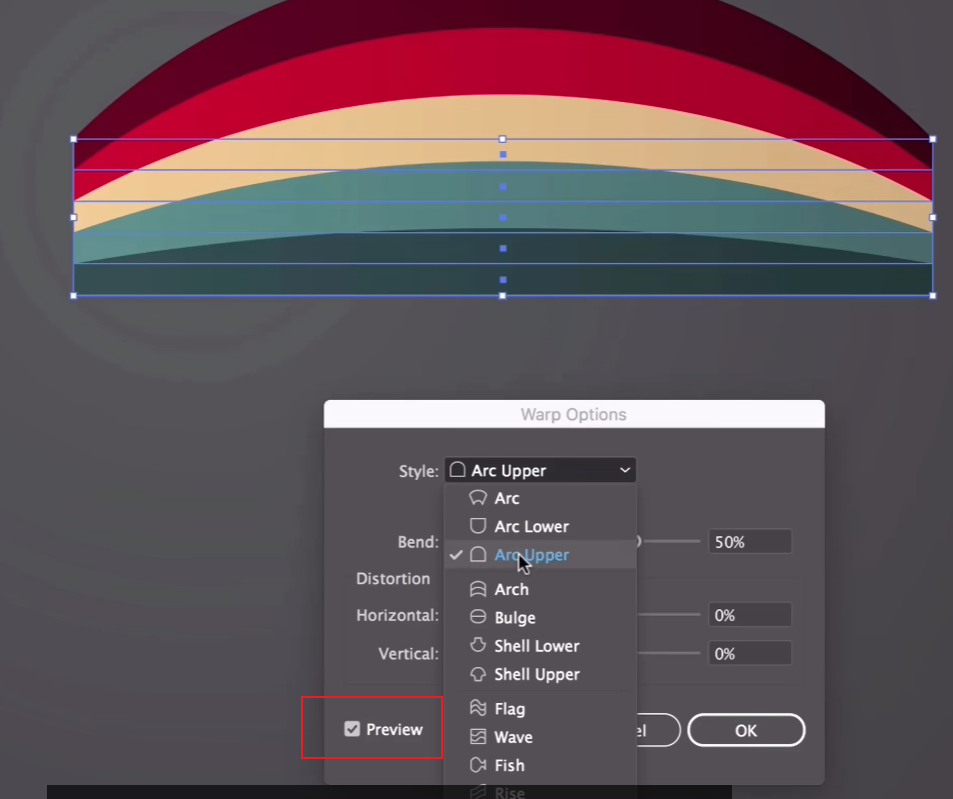 Warp Options
Style: Arc Upper
Arc
Arc Lower
Bend: Arc Upper 50%
Distortion
Arch
Horizontal: Bulge 0%
Vertical: Shell Lower 0%
Shell Upper
Flag
Preview Wave el OK
Fish
Rise